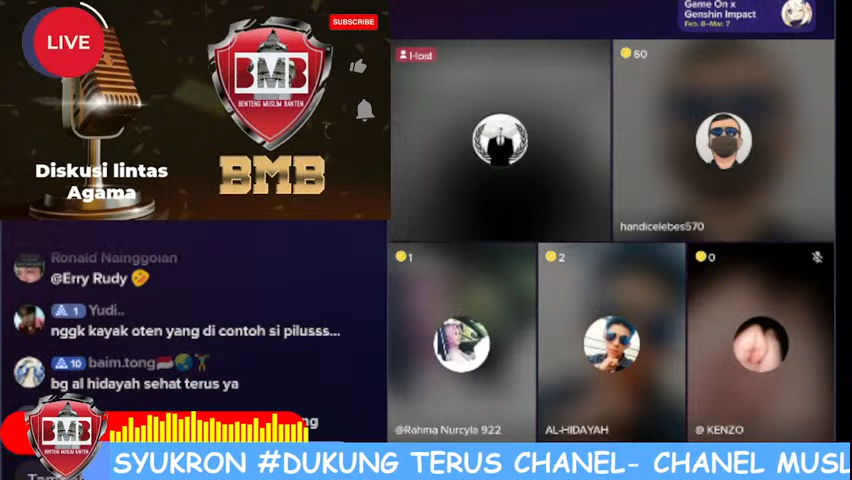 LIVE
SUBSCRIBE
BMB
BENTENG MUSLIM BANTEN
BMB
Diskusi lintas
Agama
Game On x
Genshin Impact
Feb. 8-Mar. 7
Host
50
handicelebes570
Ronald Nainggolan
@Erry Rudy
1 Yudi..
nggk kayak oten yang di contoh si pilusss...
10 baim.tong
bg al hidayah sehat terus ya
1
@Rahma Nurcyla 922
2
AL-HIDAYAH
0
@ KENZO
BMB
SYUKRON #DUKUNG TERUS CHANEL- CHANEL MUSL